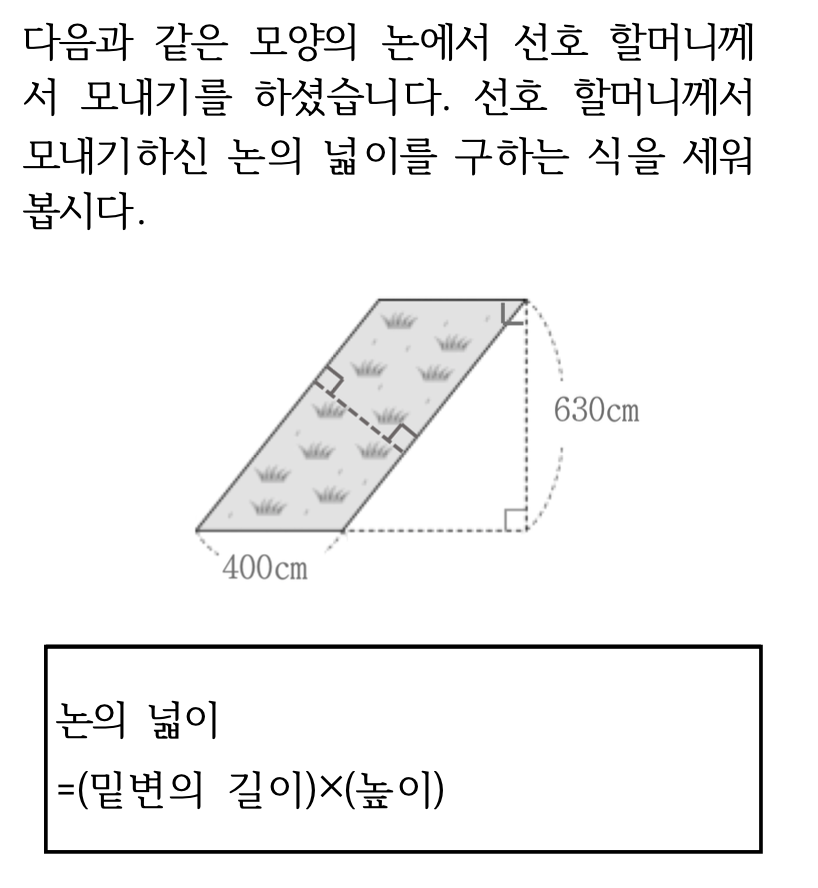 다음과 같은 모양의 논에서 선호 할머니께
서 모내기를 하셨습니다. 선호 할머니께서
모내기하신 논의 넓이를 구하는 식을 세워
봅시다.
630cm
400cm
논의 넓이
=(밑변의 길이)×(높이)